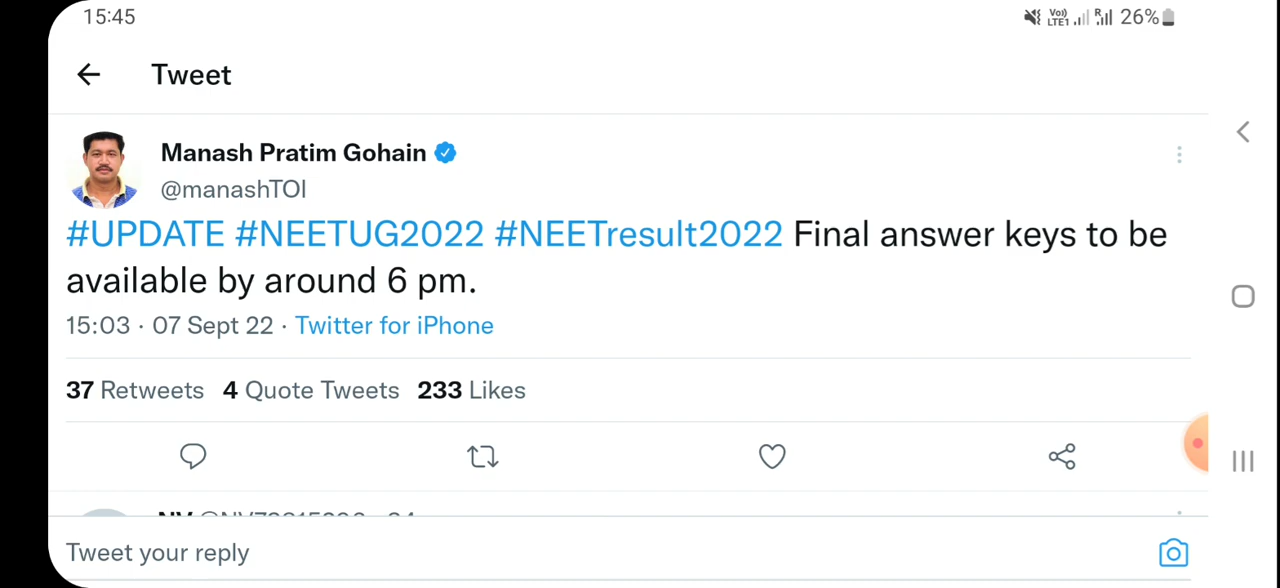 15:45
Vo)) LTE1 R 26%
Tweet
Manash Pratim Gohain
@manashTOI
#UPDATE #NEETUG2022 #NEETresult2022 Final answer keys to be
available by around 6 pm.
15:03 · 07 Sept 22 · Twitter for iPhone
37 Retweets 4 Quote Tweets 233 Likes
Tweet your reply